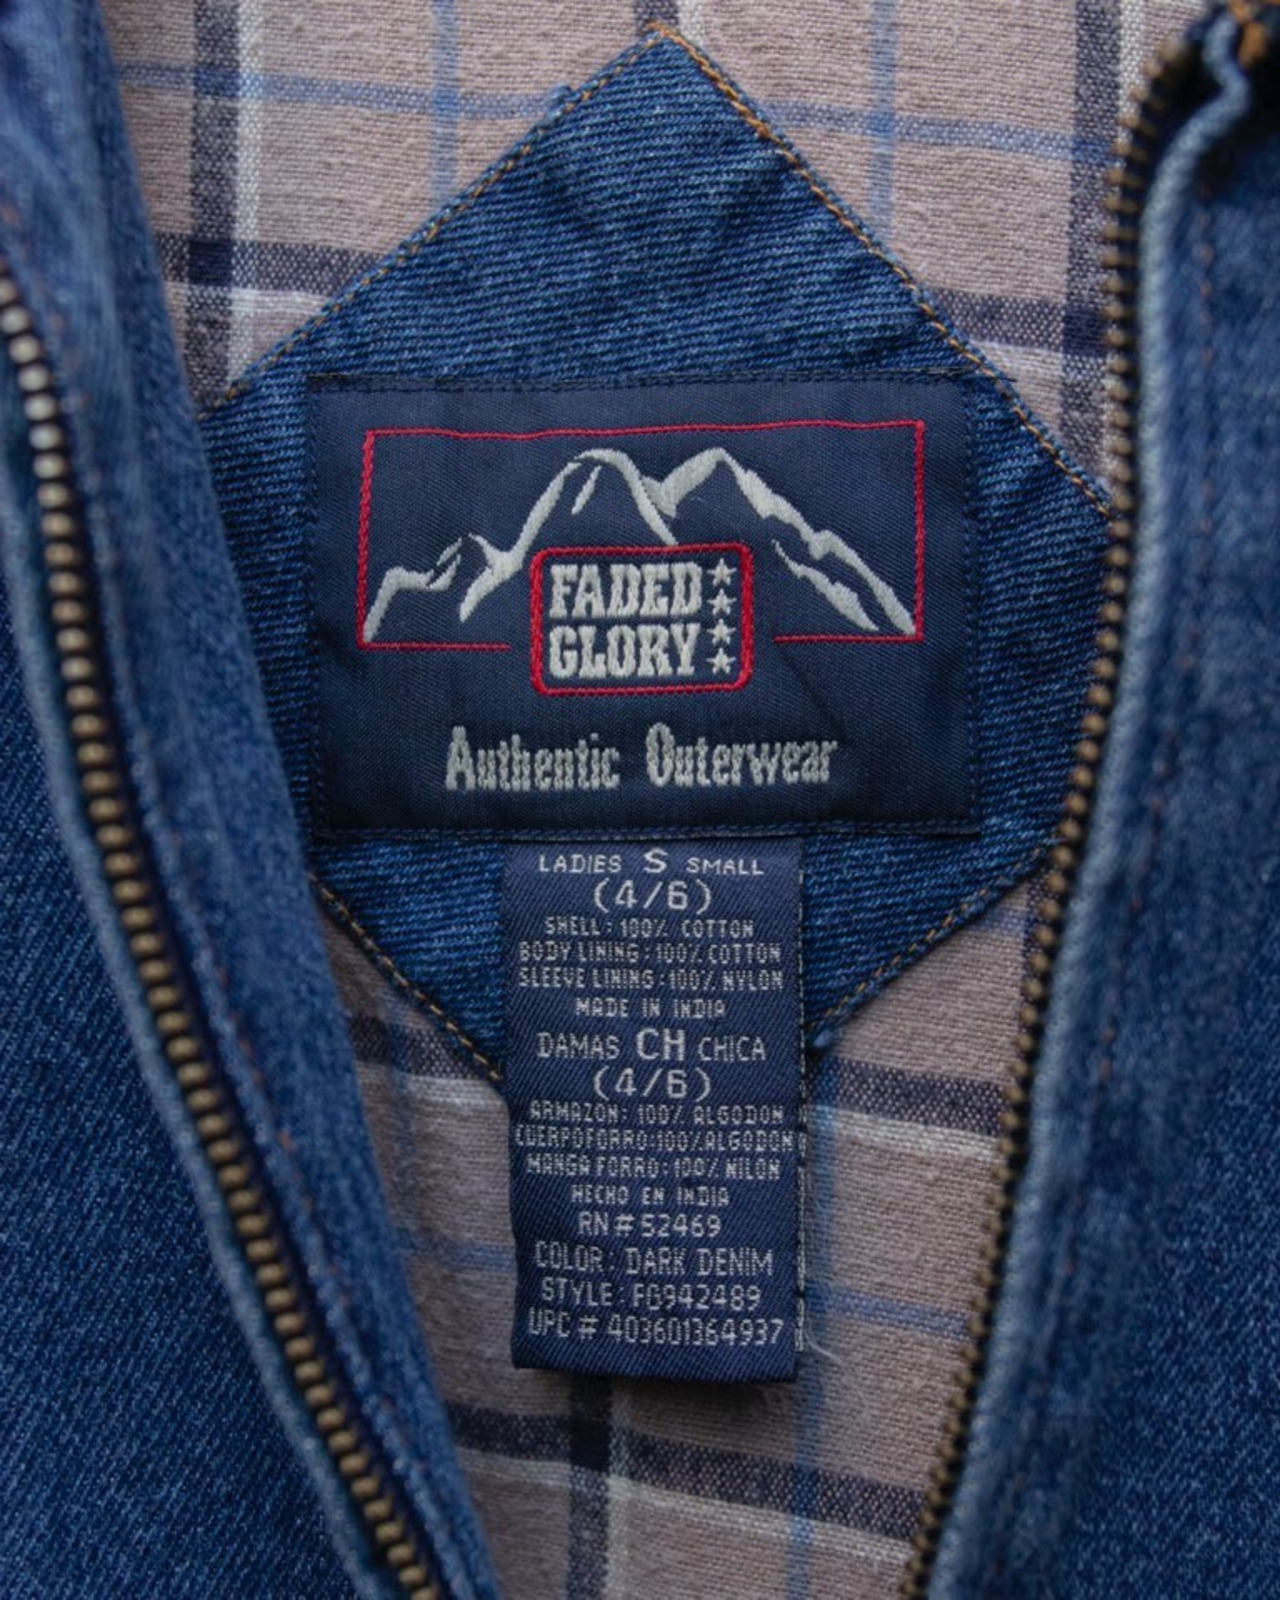 FADED
GLORY
Authentic Outerwear
LADIES S SMALL
(4/6)
SHELL: 100% COTTON
BODY LINING: 100% COTTON
SLEEVE LINING: 100% NYLON
MADE IN INDIA
DAMAS CH CHICA
(4/6)
ARMAZON: 100% ALGODON
CUERPOFORRO: 100% ALGODON
MANGA FORRO: 100% NILON
HECHO EN INDIA
RN # 52469
COLOR: DARK DENIM
STYLE: FG942489
UPC # 403601364937